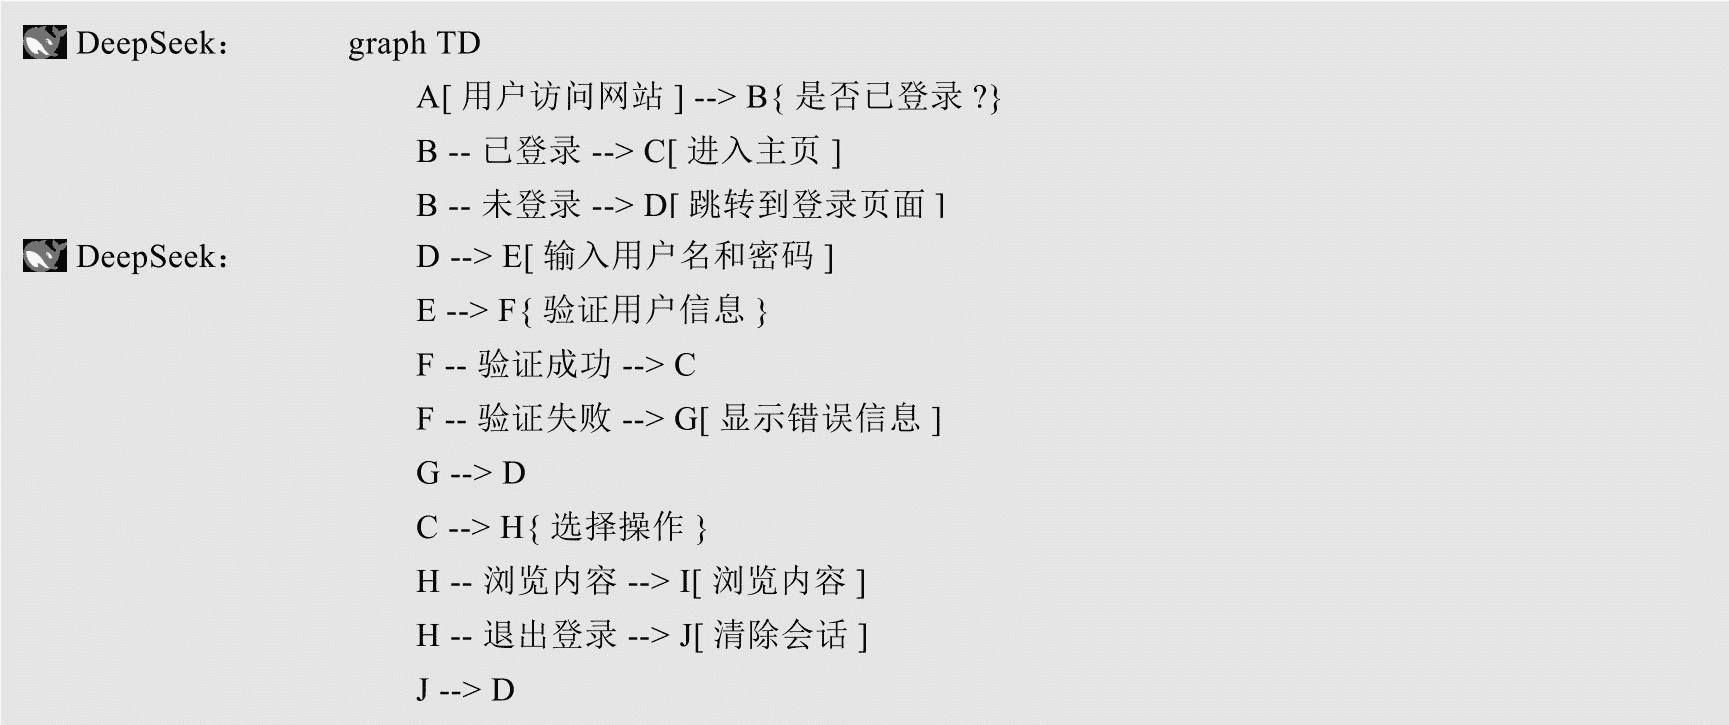 DeepSeek： graph TD
A[ 用户访问网站 ] --> B{ 是否已登录 ?}
B -- 已登录 --> C[ 进入主页 ]
B -- 未登录 --> D[ 跳转到登录页面 ]
DeepSeek： D --> E[ 输入用户名和密码 ]
E --> F{ 验证用户信息 }
F -- 验证成功 --> C
F -- 验证失败 --> G[ 显示错误信息 ]
G --> D
C --> H{ 选择操作 }
H -- 浏览内容 --> I[ 浏览内容 ]
H -- 退出登录 --> J[ 清除会话 ]
J --> D